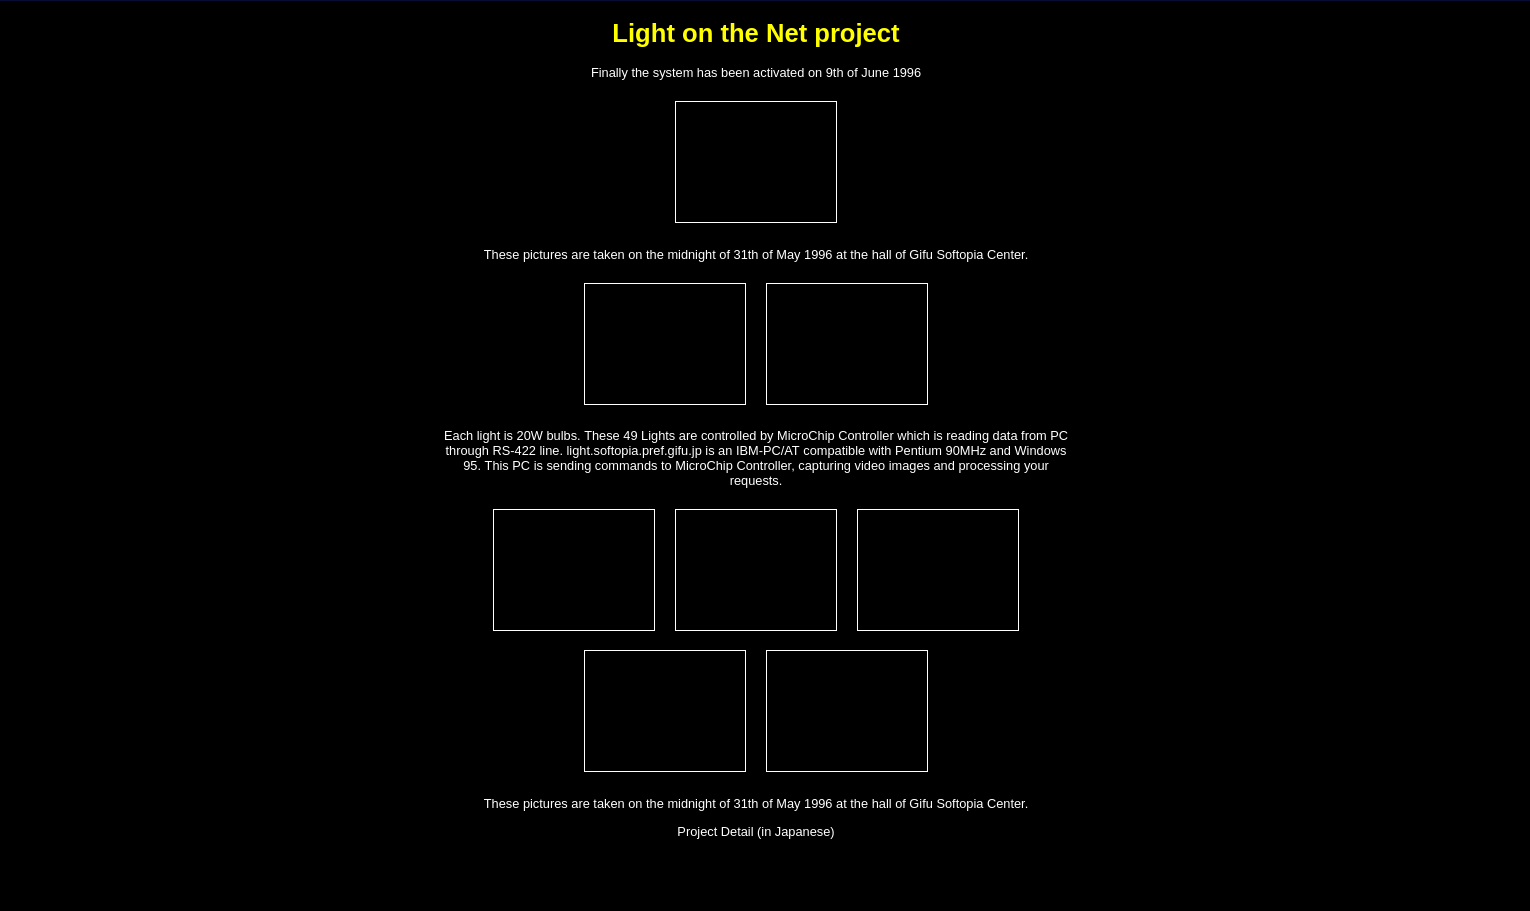 Light on the Net project
Finally the system has been activated on 9th of June 1996
These pictures are taken on the midnight of 31th of May 1996 at the hall of Gifu Softopia Center.
Each light is 20W bulbs. These 49 Lights are controlled by MicroChip Controller which is reading data from PC
through RS-422 line. light.softopia.pref.gifu.jp is an IBM-PC/AT compatible with Pentium 90MHz and Windows
95. This PC is sending commands to MicroChip Controller, capturing video images and processing your
requests.
These pictures are taken on the midnight of 31th of May 1996 at the hall of Gifu Softopia Center.
Project Detail (in Japanese)